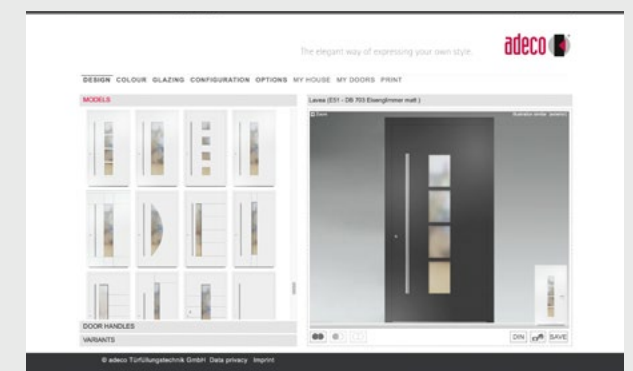 adeco
The elegant way of expressing your own style.
DESIGN COLOUR GLAZING CONFIGURATION OPTIONS MY HOUSE MY DOORS PRINT
MODELS
Lavea (E51 - DB 703 Eisenglimmer matt )
Zoom
DOOR HANDLES
VARIANTS
DIN
SAVE
© adeco Türfüllungstechnik GmbH Data privacy Imprint